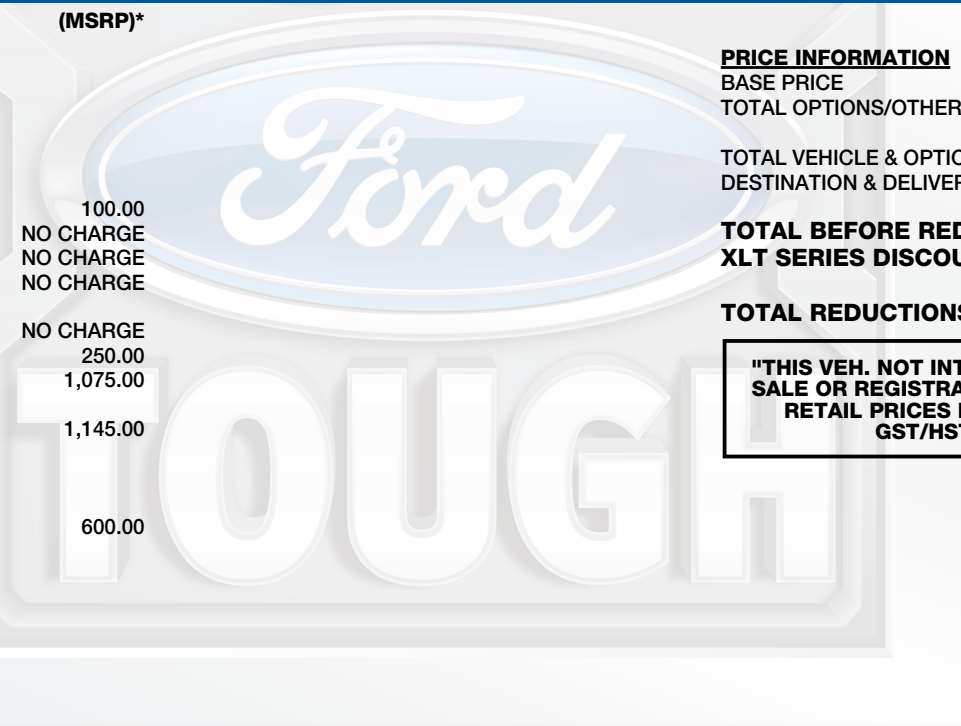 (MSRP)*
100.00
NO CHARGE
NO CHARGE
NO CHARGE
NO CHARGE
250.00
1,075.00
1,145.00
600.00
Ford
TOUGH
PRICE INFORMATION
BASE PRICE
TOTAL OPTIONS/OTHER
TOTAL VEHICLE & OPTIO
DESTINATION & DELIVER
TOTAL BEFORE RED
XLT SERIES DISCOU
TOTAL REDUCTIONS
"THIS VEH. NOT INT
SALE OR REGISTRA
RETAIL PRICES
GST/HST